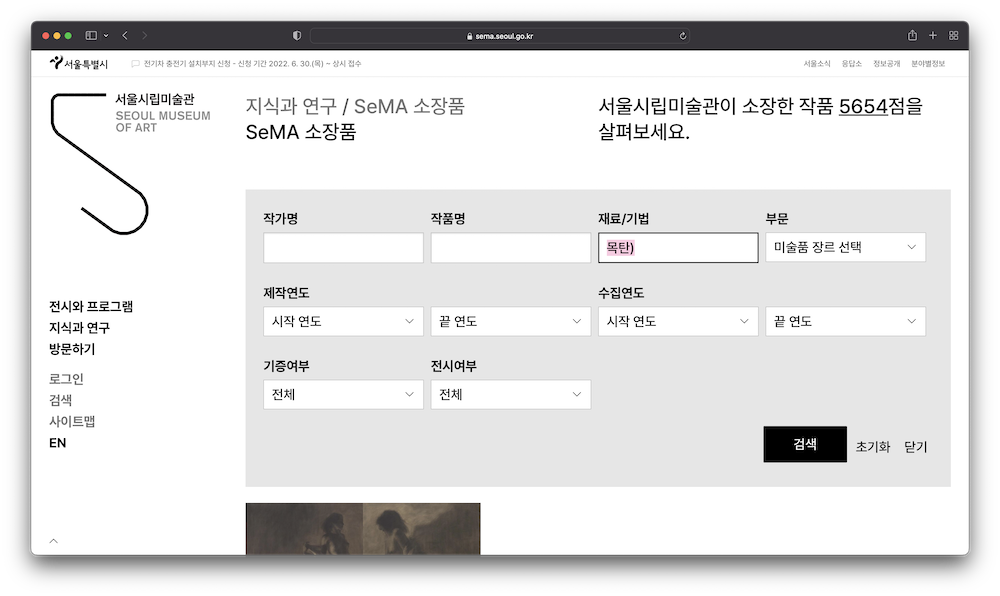 sema.seoul.go.kr
서울특별시
전기차 충전기 설치부지 신청 - 신청 기간 2022. 6. 30.(목) ~ 상시 접수
서울소식 응답소 정보공개 분야별정보
서울시립미술관
SEOUL MUSEUM
OF ART
지식과 연구 / SeMA 소장품
SeMA 소장품
서울시립미술관이 소장한 작품 5654점을
살펴보세요.
작가명 작품명 재료/기법 부문
목탄) 미술품 장르 선택
제작연도 수집연도
시작 연도 끝 연도 시작 연도 끝 연도
기증여부 전시여부
전체 전체
검색 초기화 닫기
전시와 프로그램
지식과 연구
방문하기
로그인
검색
사이트맵
EN